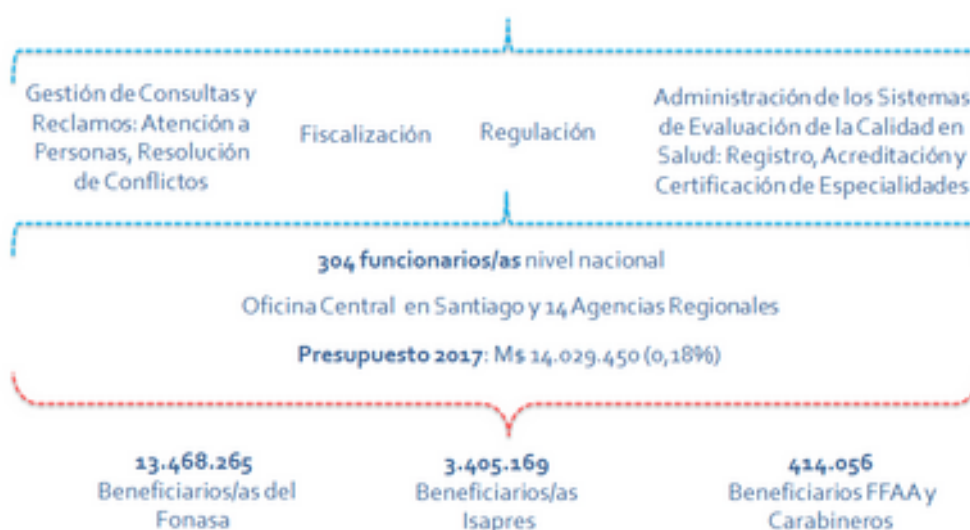 Gestión de Consultas y
Reclamos: Atención a
Personas, Resolución
de Conflictos
Fiscalización
Regulación
Administración de los Sistemas
de Evaluación de la Calidad en
Salud: Registro, Acreditación y
Certificación de Especialidades
304 funcionarios/as nivel nacional
Oficina Central en Santiago y 14 Agencias Regionales
Presupuesto 2017: M$ 14.029.450 (0,18%)
13.468.265
Beneficiarios/as del
Fonasa
3.405.169
Beneficiarios/as
Isapres
414.056
Beneficiarios FFAA y
Carabineros